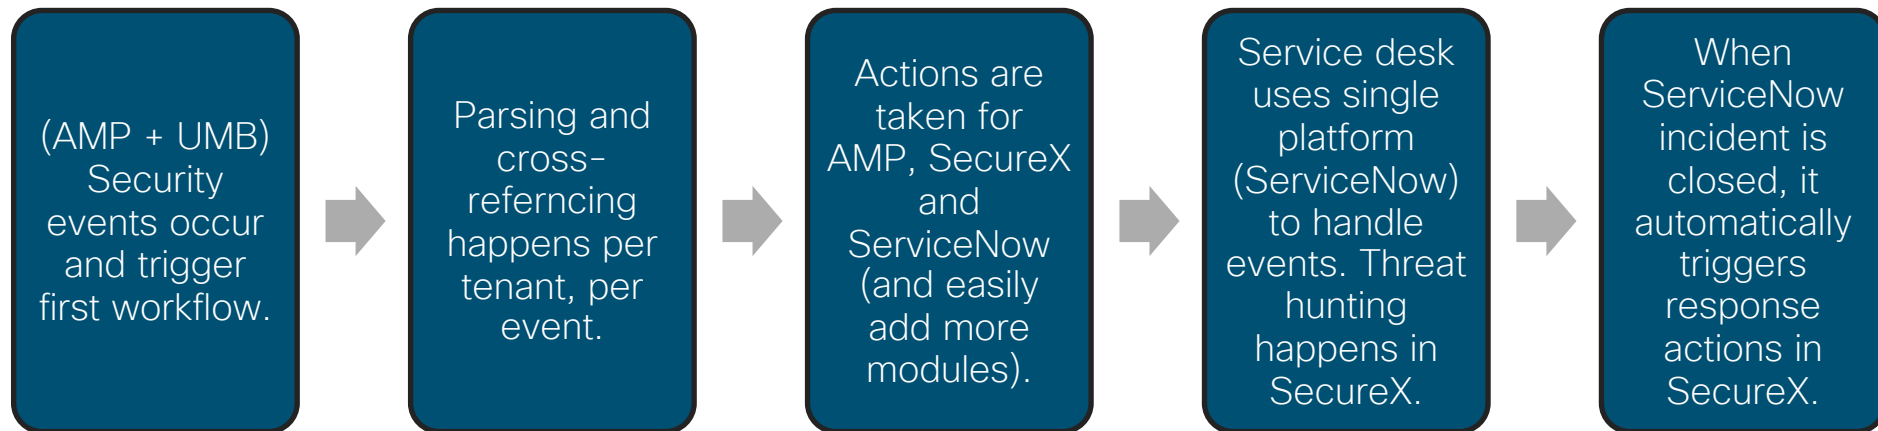 (AMP + UMB)
Security
events occur
and trigger
first workflow.
Parsing and
cross-
referncing
happens per
tenant, per
event.
Actions are
taken for
AMP, SecureX
and
ServiceNow
(and easily
add more
modules).
Service desk
uses single
platform
(ServiceNow)
to handle
events. Threat
hunting
happens in
SecureX.
When
ServiceNow
incident is
closed, it
automatically
triggers
response
actions in
SecureX.